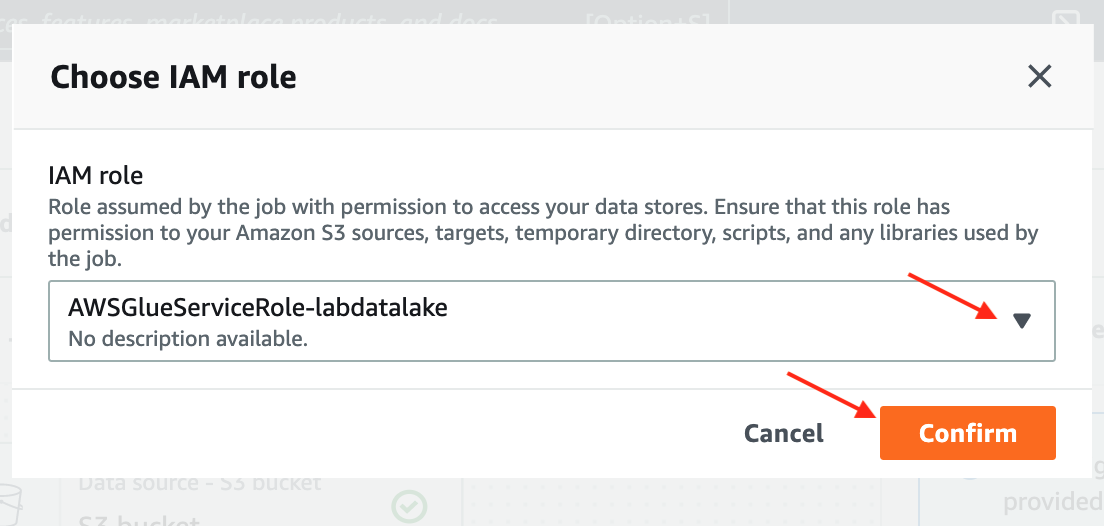 ces, features, marketplace products, and docs [Option+S]
Choose IAM role
IAM role
Role assumed by the job with permission to access your data stores. Ensure that this role has
permission to your Amazon S3 sources, targets, temporary directory, scripts, and any libraries used by
the job.
AWSGlueServiceRole-labdatalake
No description available.
Cancel Confirm
Data source - S3 bucket
S3 bucket
provided